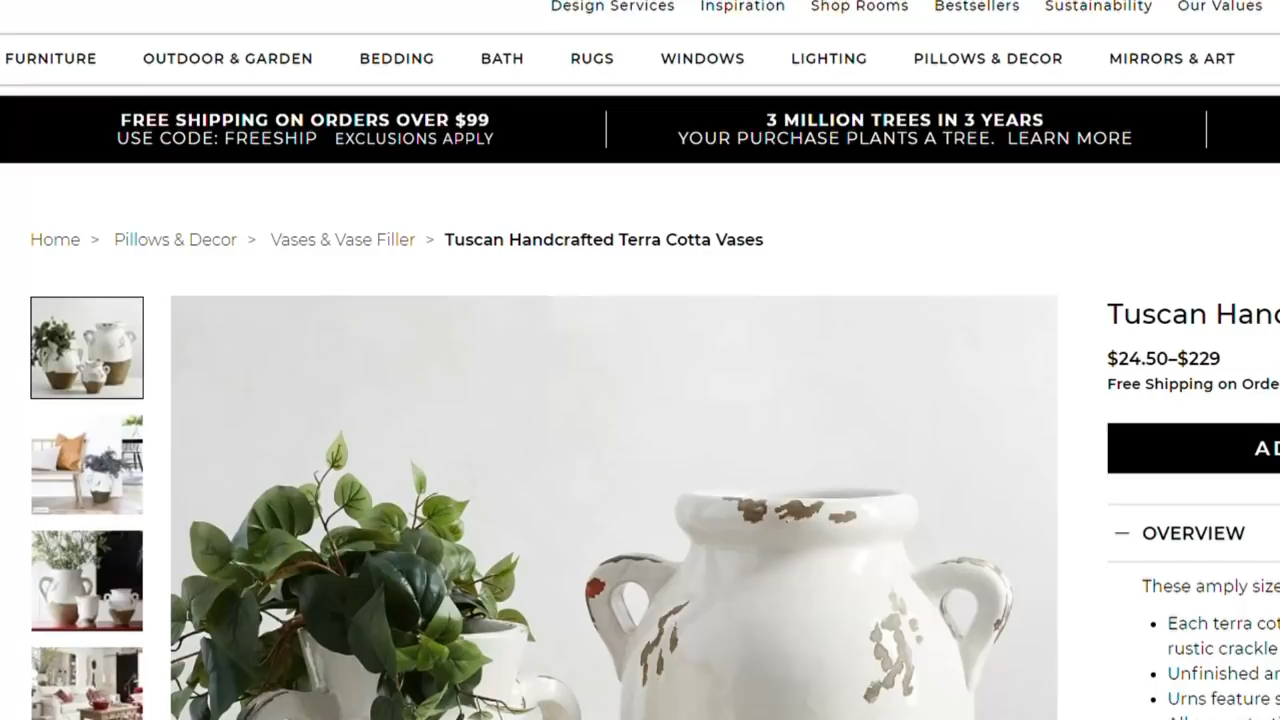 Design Services Inspiration Shop Rooms Bestsellers Sustainability Our Values
FURNITURE OUTDOOR & GARDEN BEDDING BATH RUGS WINDOWS LIGHTING PILLOWS & DECOR MIRRORS & ART
FREE SHIPPING ON ORDERS OVER $99
USE CODE: FREESHIP EXCLUSIONS APPLY
3 MILLION TREES IN 3 YEARS
YOUR PURCHASE PLANTS A TREE. LEARN MORE
Home > Pillows & Decor > Vases & Vase Filler > Tuscan Handcrafted Terra Cotta Vases
Tuscan
$24.50–$229
Free Shipping on
OVERVIEW
These amply
Each terra
rustic crackle
Unfinished
Urns feature